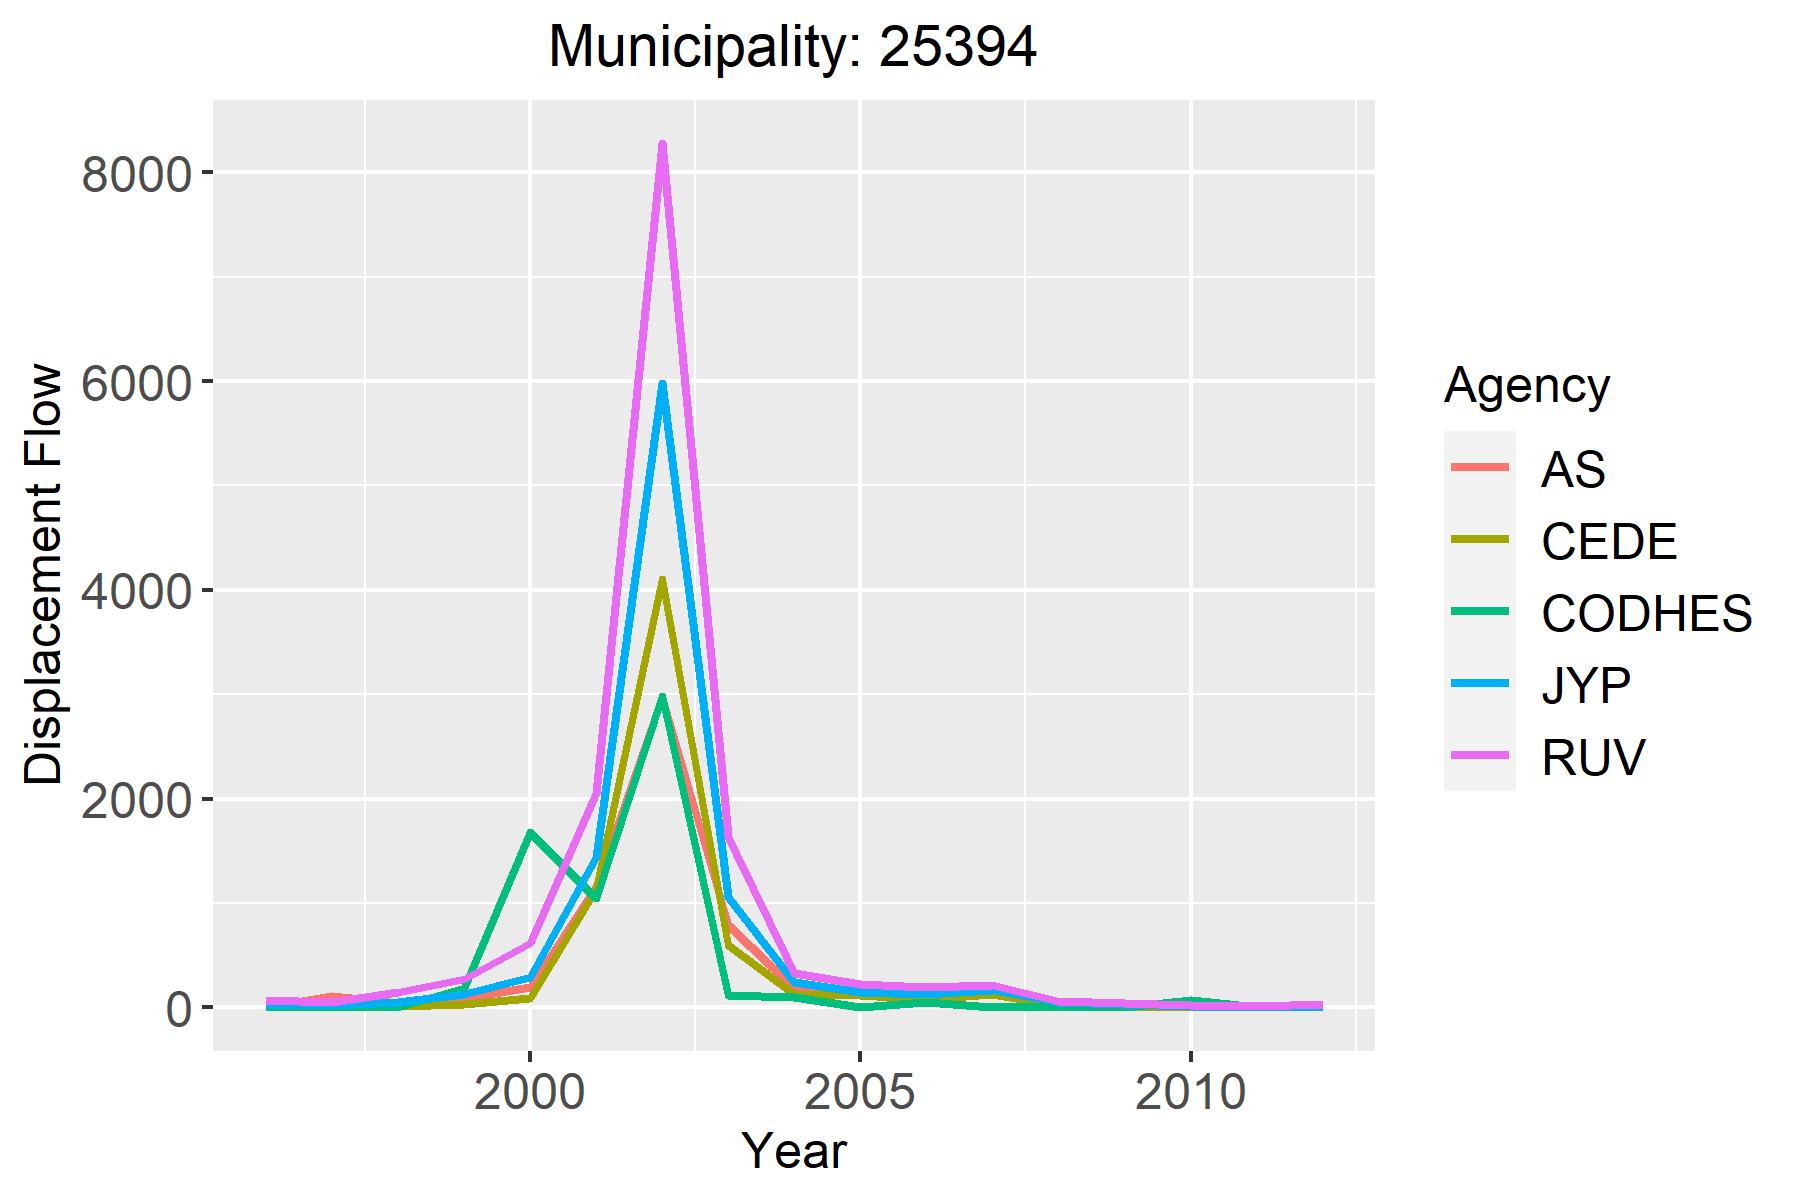 Municipality: 25394
Displacement Flow
8000
6000
4000
2000
0
2000 2005 2010
Year
Agency
AS
CEDE
CODHES
JYP
RUV